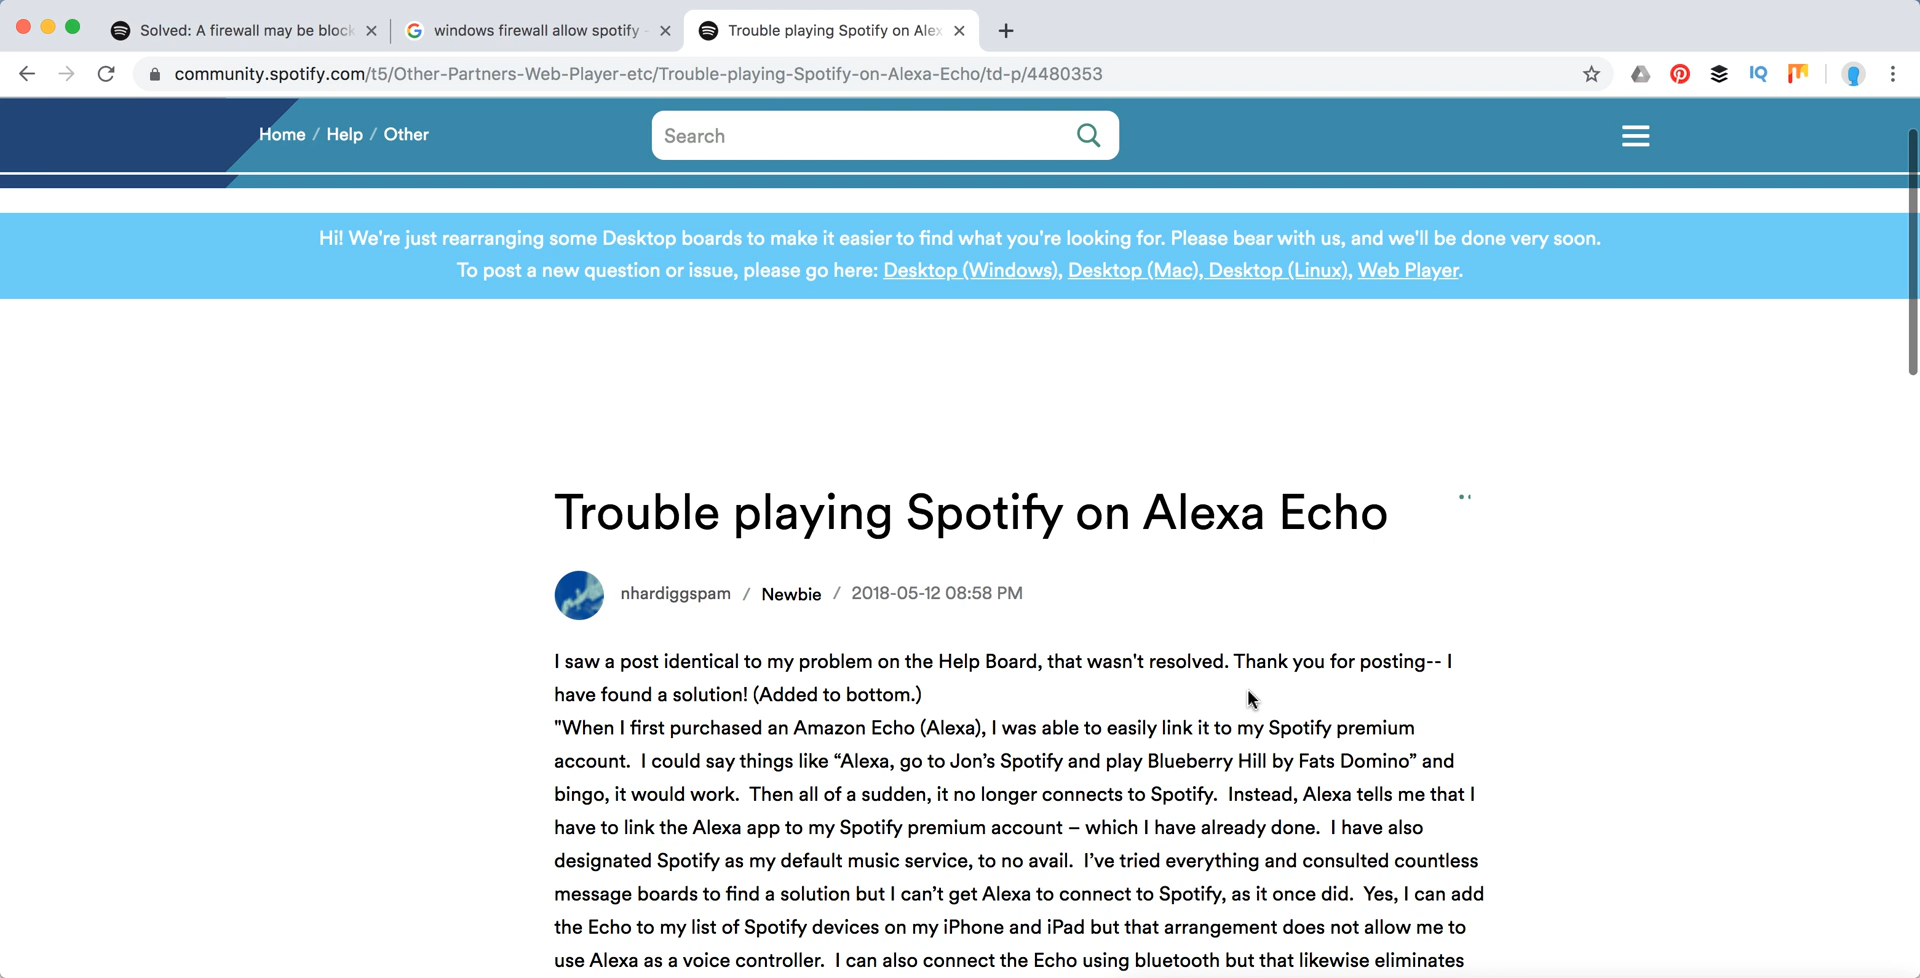 Solved: A firewall may be block
windows firewall allow spotify -
Trouble playing Spotify on Alex
community.spotify.com/t5/Other-Partners-Web-Player-etc/Trouble-playing-Spotify-on-Alexa-Echo/td-p/4480353
IQ
Home / Help / Other
Search
Hi! We're just rearranging some Desktop boards to make it easier to find what you're looking for. Please bear with us, and we'll be done very soon.
To post a new question or issue, please go here: Desktop (Windows), Desktop (Mac), Desktop (Linux), Web Player.
Trouble playing Spotify on Alexa Echo
nhardiggspam / Newbie / 2018-05-12 08:58 PM
I saw a post identical to my problem on the Help Board, that wasn't resolved. Thank you for posting-- I
have found a solution! (Added to bottom.)
"When I first purchased an Amazon Echo (Alexa), I was able to easily link it to my Spotify premium
account.  I could say things like “Alexa, go to Jon’s Spotify and play Blueberry Hill by Fats Domino” and
bingo, it would work.  Then all of a sudden, it no longer connects to Spotify.  Instead, Alexa tells me that I
have to link the Alexa app to my Spotify premium account – which I have already done.  I have also
designated Spotify as my default music service, to no avail.  I’ve tried everything and consulted countless
message boards to find a solution but I can’t get Alexa to connect to Spotify, as it once did.  Yes, I can add
the Echo to my list of Spotify devices on my iPhone and iPad but that arrangement does not allow me to
use Alexa as a voice controller.  I can also connect the Echo using bluetooth but that likewise eliminates